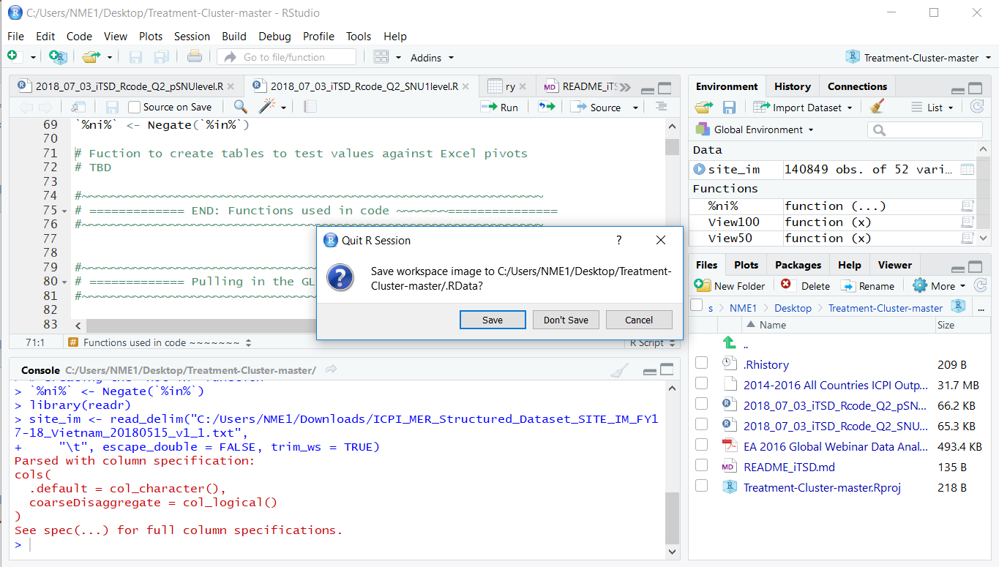 C:/Users/NME1/Desktop/Treatment-Cluster-master - RStudio
File Edit Code View Plots Session Build Debug Profile Tools Help
Go to file/function Addins Treatment-Cluster-master
2018_07_03_iTSD_Rcode_Q2_pSNUlevel.R 2018_07_03_iTSD_Rcode_Q2_SNU1level.R ry README_iTS
Source on Save Run Source
69 `%ni%` <- Negate(`%in%`)
70
71 # Fuction to create tables to test values against Excel pivots
72 # TBD
73
74 #~~~~~~~~~~~~~~~~~~~~~~~~~~~~~~~~~~~~~~~~~~~~~~~~~~~~~~~~~~~~~~~
75 # ============= END: Functions used in code ~~~~~~~===============
76 #~~~~~~~~~~~~~~~~~~~~~~~~~~~~~~~~~~~~~~~~~~~~~~~~~~~~~~~~~~~~~~~
77
78
79 #~~~~~~~~~~~~~~~~~~~~~~~~~~~~~~~~
80 # ============= Pulling in the GL
81 #~~~~~~~~~~~~~~~~~~~~~~~~~~~~~~~~
82
83
71:1 # Functions used in code ~~~~~~~ R Script
Quit R Session ?
Save workspace image to C:/Users/NME1/Desktop/Treatment-
Cluster-master/.RData?
Save Don't Save Cancel
Console C:/Users/NME1/Desktop/Treatment-Cluster-master/
> `%ni%` <- Negate(`%in%`)
> library(readr)
> site_im <- read_delim("C:/Users/NME1/Downloads/ICPI_MER_Structured_Dataset_SITE_IM_FY1
7-18_Vietnam_20180515_v1_1.txt",
+     "\t", escape_double = FALSE, trim_ws = TRUE)
Parsed with column specification:
cols(
  .default = col_character(),
  coarseDisaggregate = col_logical()
)
See spec(...) for full column specifications.
>
Environment History Connections
Import Dataset List
Global Environment
Data
site_im 140849 obs. of 52 vari…
Functions
%ni% function (...)
View100 function (x)
View50 function (x)
Files Plots Packages Help Viewer
New Folder Delete Rename More
s NME1 Desktop Treatment-Cluster-master ...
Name Size
..
.Rhistory 209 B
2014-2016 All Countries ICPI Outp... 31.7 MB
2018_07_03_iTSD_Rcode_Q2_pSN... 66.2 KB
2018_07_03_iTSD_Rcode_Q2_SNU... 65.3 KB
EA 2016 Global Webinar Data Anal... 493.4 KB
MD README_iTSD.md 135 B
Treatment-Cluster-master.Rproj 218 B